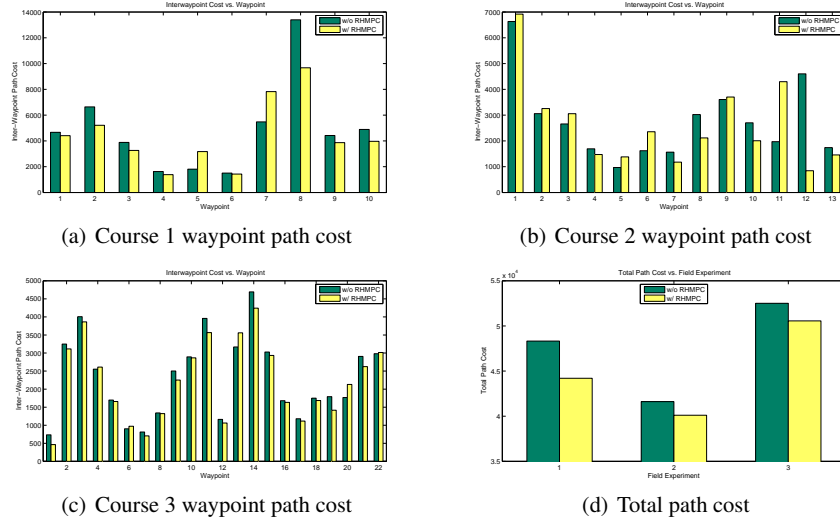 Interwaypoint Cost vs. Waypoint
w/o RHMPC
w/ RHMPC
Inter−Waypoint Path Cost
14000
12000
10000
8000
6000
4000
2000
0
1 2 3 4 5 6 7 8 9 10
Waypoint
(a) Course 1 waypoint path cost
Interwaypoint Cost vs. Waypoint
w/o RHMPC
w/ RHMPC
Inter−Waypoint Path Cost
7000
6000
5000
4000
3000
2000
1000
0
1 2 3 4 5 6 7 8 9 10 11 12 13
Waypoint
(b) Course 2 waypoint path cost
Interwaypoint Cost vs. Waypoint
w/o RHMPC
w/ RHMPC
Inter−Waypoint Path Cost
5000
4500
4000
3500
3000
2500
2000
1500
1000
500
0
2 4 6 8 10 12 14 16 18 20 22
Waypoint
(c) Course 3 waypoint path cost
Total Path Cost vs. Field Experiment
x 10⁴
w/o RHMPC
w/ RHMPC
Total Path Cost
5.5
5
4.5
4
3.5
1 2 3
Field Experiment
(d) Total path cost